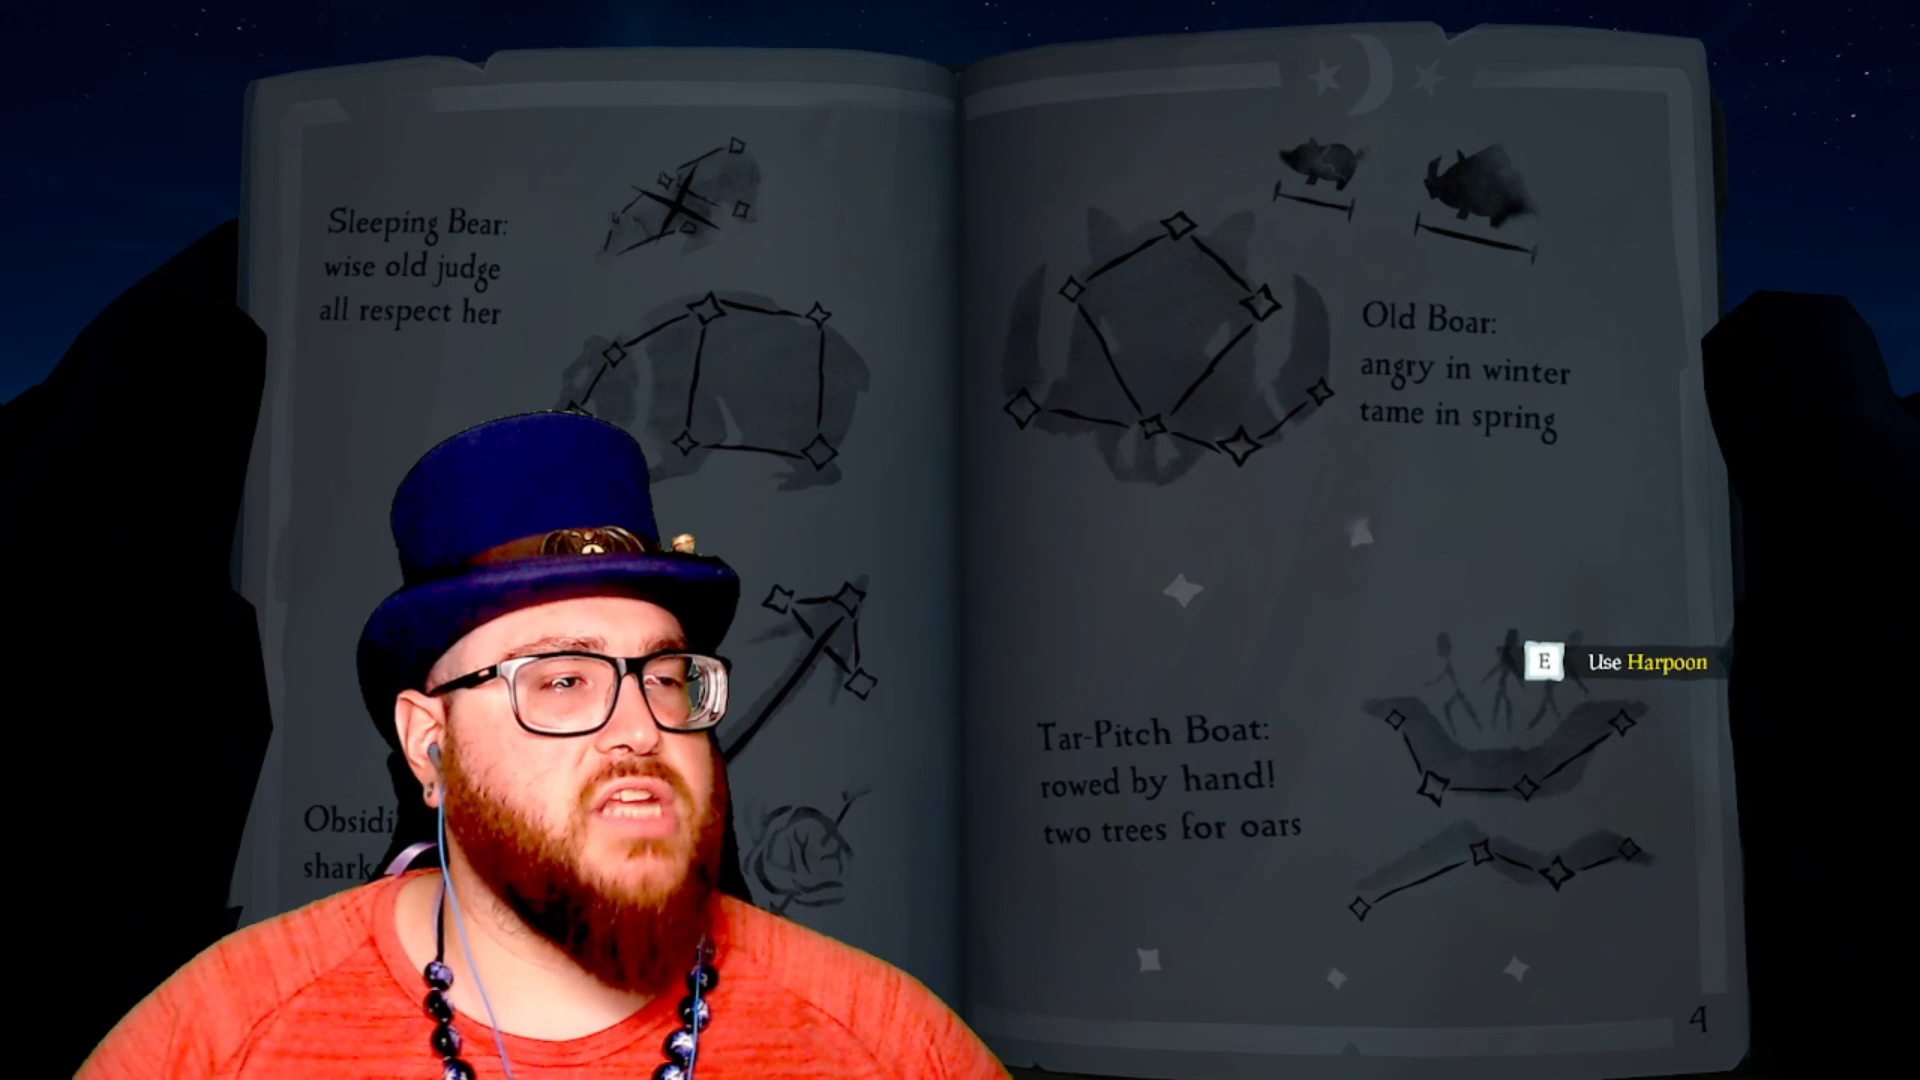 Sleeping Bear:
wise old judge
all respect her
Old Boar:
angry in winter
tame in spring
E Use Harpoon
Tar-Pitch Boat:
rowed by hand!
two trees for oars
4